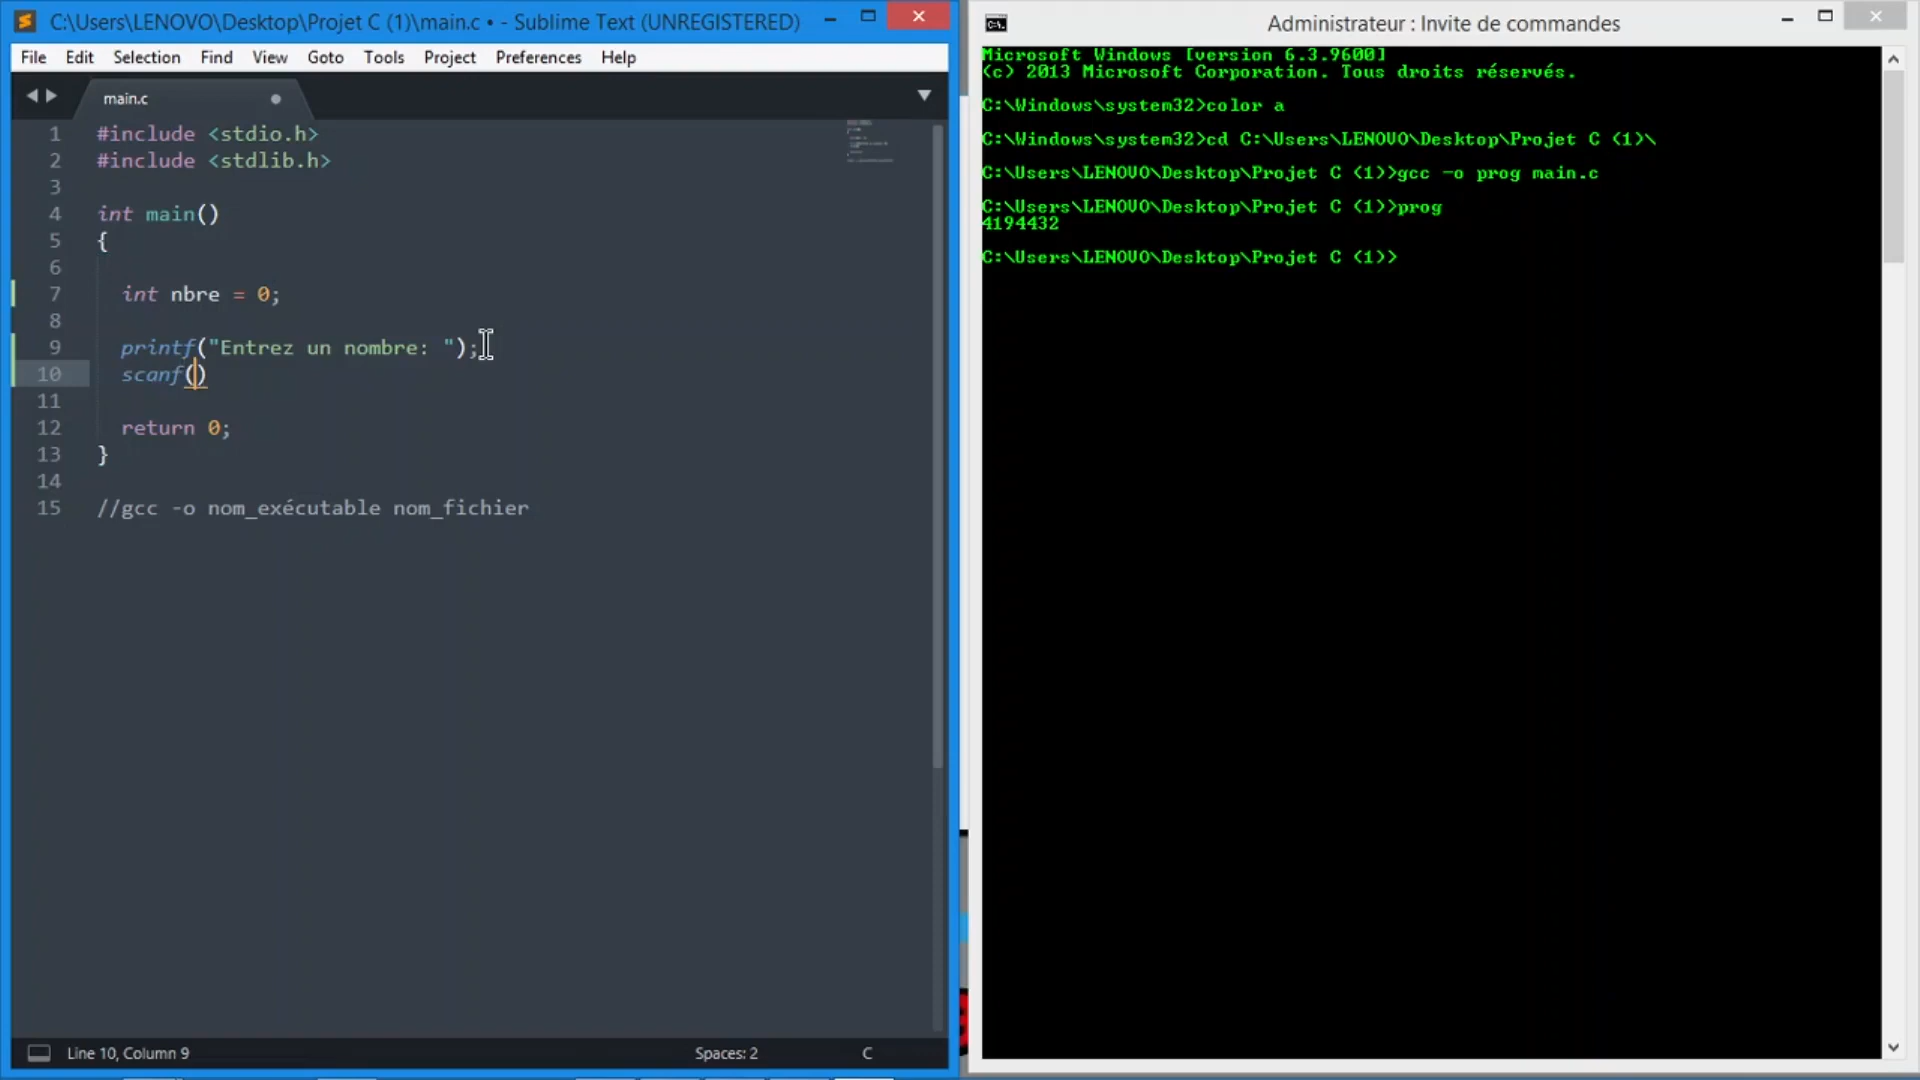 C:\Users\LENOVO\Desktop\Projet C (1)\main.c • - Sublime Text (UNREGISTERED)
File Edit Selection Find View Goto Tools Project Preferences Help
main.c
1 #include <stdio.h>
2 #include <stdlib.h>
3
4 int main()
5 {
6
7 int nbre = 0;
8
9 printf("Entrez un nombre: ");
10 scanf()
11
12 return 0;
13 }
14
15 //gcc -o nom_exécutable nom_fichier
Line 10, Column 9
Spaces: 2
C
Administrateur : Invite de commandes
Microsoft Windows [version 6.3.9600]
(c) 2013 Microsoft Corporation. Tous droits réservés.
C:\Windows\system32>color a
C:\Windows\system32>cd C:\Users\LENOVO\Desktop\Projet C (1)\
C:\Users\LENOVO\Desktop\Projet C (1)>gcc -o prog main.c
C:\Users\LENOVO\Desktop\Projet C (1)>prog
4194432
C:\Users\LENOVO\Desktop\Projet C (1)>